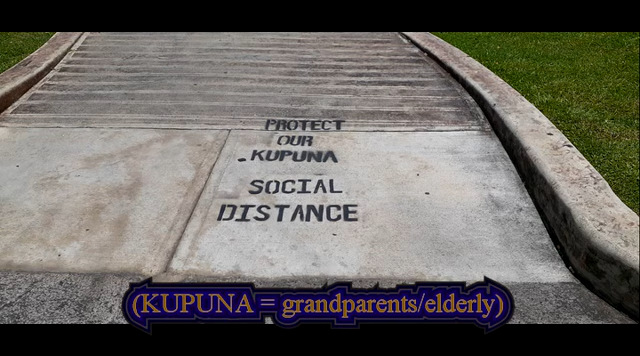 PROTECT
OUR
KUPUNA
SOCIAL
DISTANCE
(KUPUNA = grandparents/elderly)